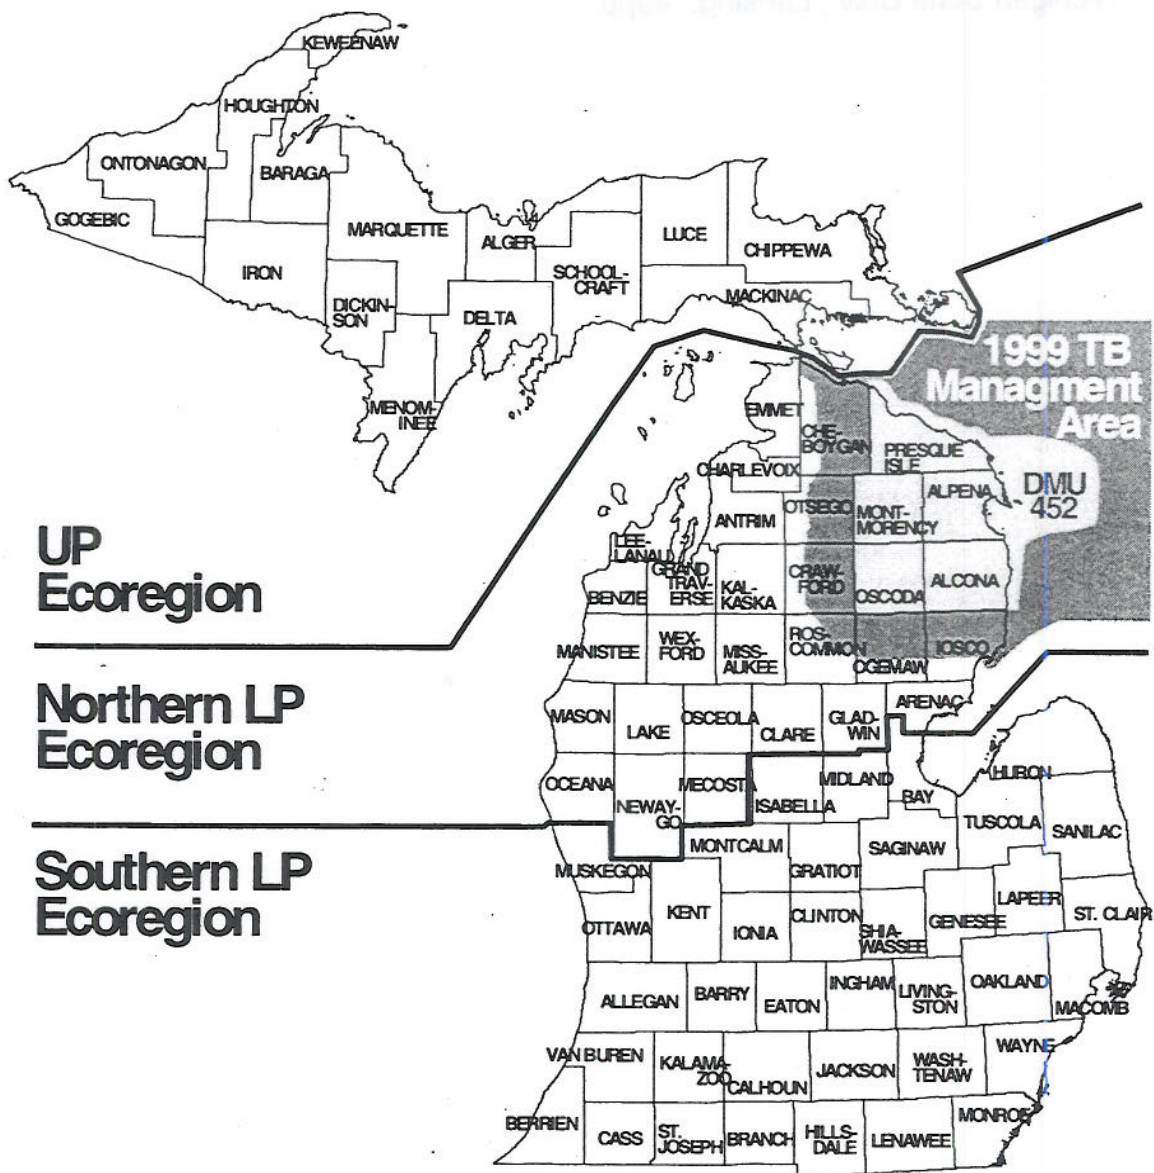 KEWEENAW
HOUGHTON
ONTONAGON
BARAGA
GOGEBIC
MARQUETTE
ALGER
LUCE
CHIPPEWA
IRON
SCHOOL-
CRAFT
MACKINAC
DICKIN-
SON
DELTA
MENOM-
INEE
1999 TB
Managment
Area
EMMET
CHE-
BOYGAN
PRESQUE
ISLE
CHARLEVOIX
DMU
452
ALPENA
OTSEGO
MONT-
MORENCY
ANTRIM
UP
Ecoregion
LEE-
LANAU
GRAND
TRAV-
ERSE
KAL-
KASKA
CRAW-
FORD
OSCODA
ALCONA
BENZIE
MANISTEE
WEX-
FORD
MISS-
AUKEE
ROS-
COMMON
OGEMAW
IOSCO
Northern LP
Ecoregion
MASON
LAKE
OSCEOLA
CLARE
GLAD-
WIN
ARENAC
OCEANA
NEWAY-
GO
MECOSTA
ISABELLA
MIDLAND
BAY
HURON
TUSCOLA
SANILAC
Southern LP
Ecoregion
MUSKEGON
MONTCALM
GRATIOT
SAGINAW
OTTAWA
KENT
IONIA
CLINTON
SHIA-
WASSEE
GENESEE
LAPEER
ST. CLAIR
ALLEGAN
BARRY
EATON
INGHAM
LIVING-
STON
OAKLAND
MACOMB
VAN BUREN
KALAMA-
ZOO
CALHOUN
JACKSON
WASH-
TENAW
WAYNE
BERRIEN
CASS
ST.
JOSEPH
BRANCH
HILLS-
DALE
LENAWEE
MONROE